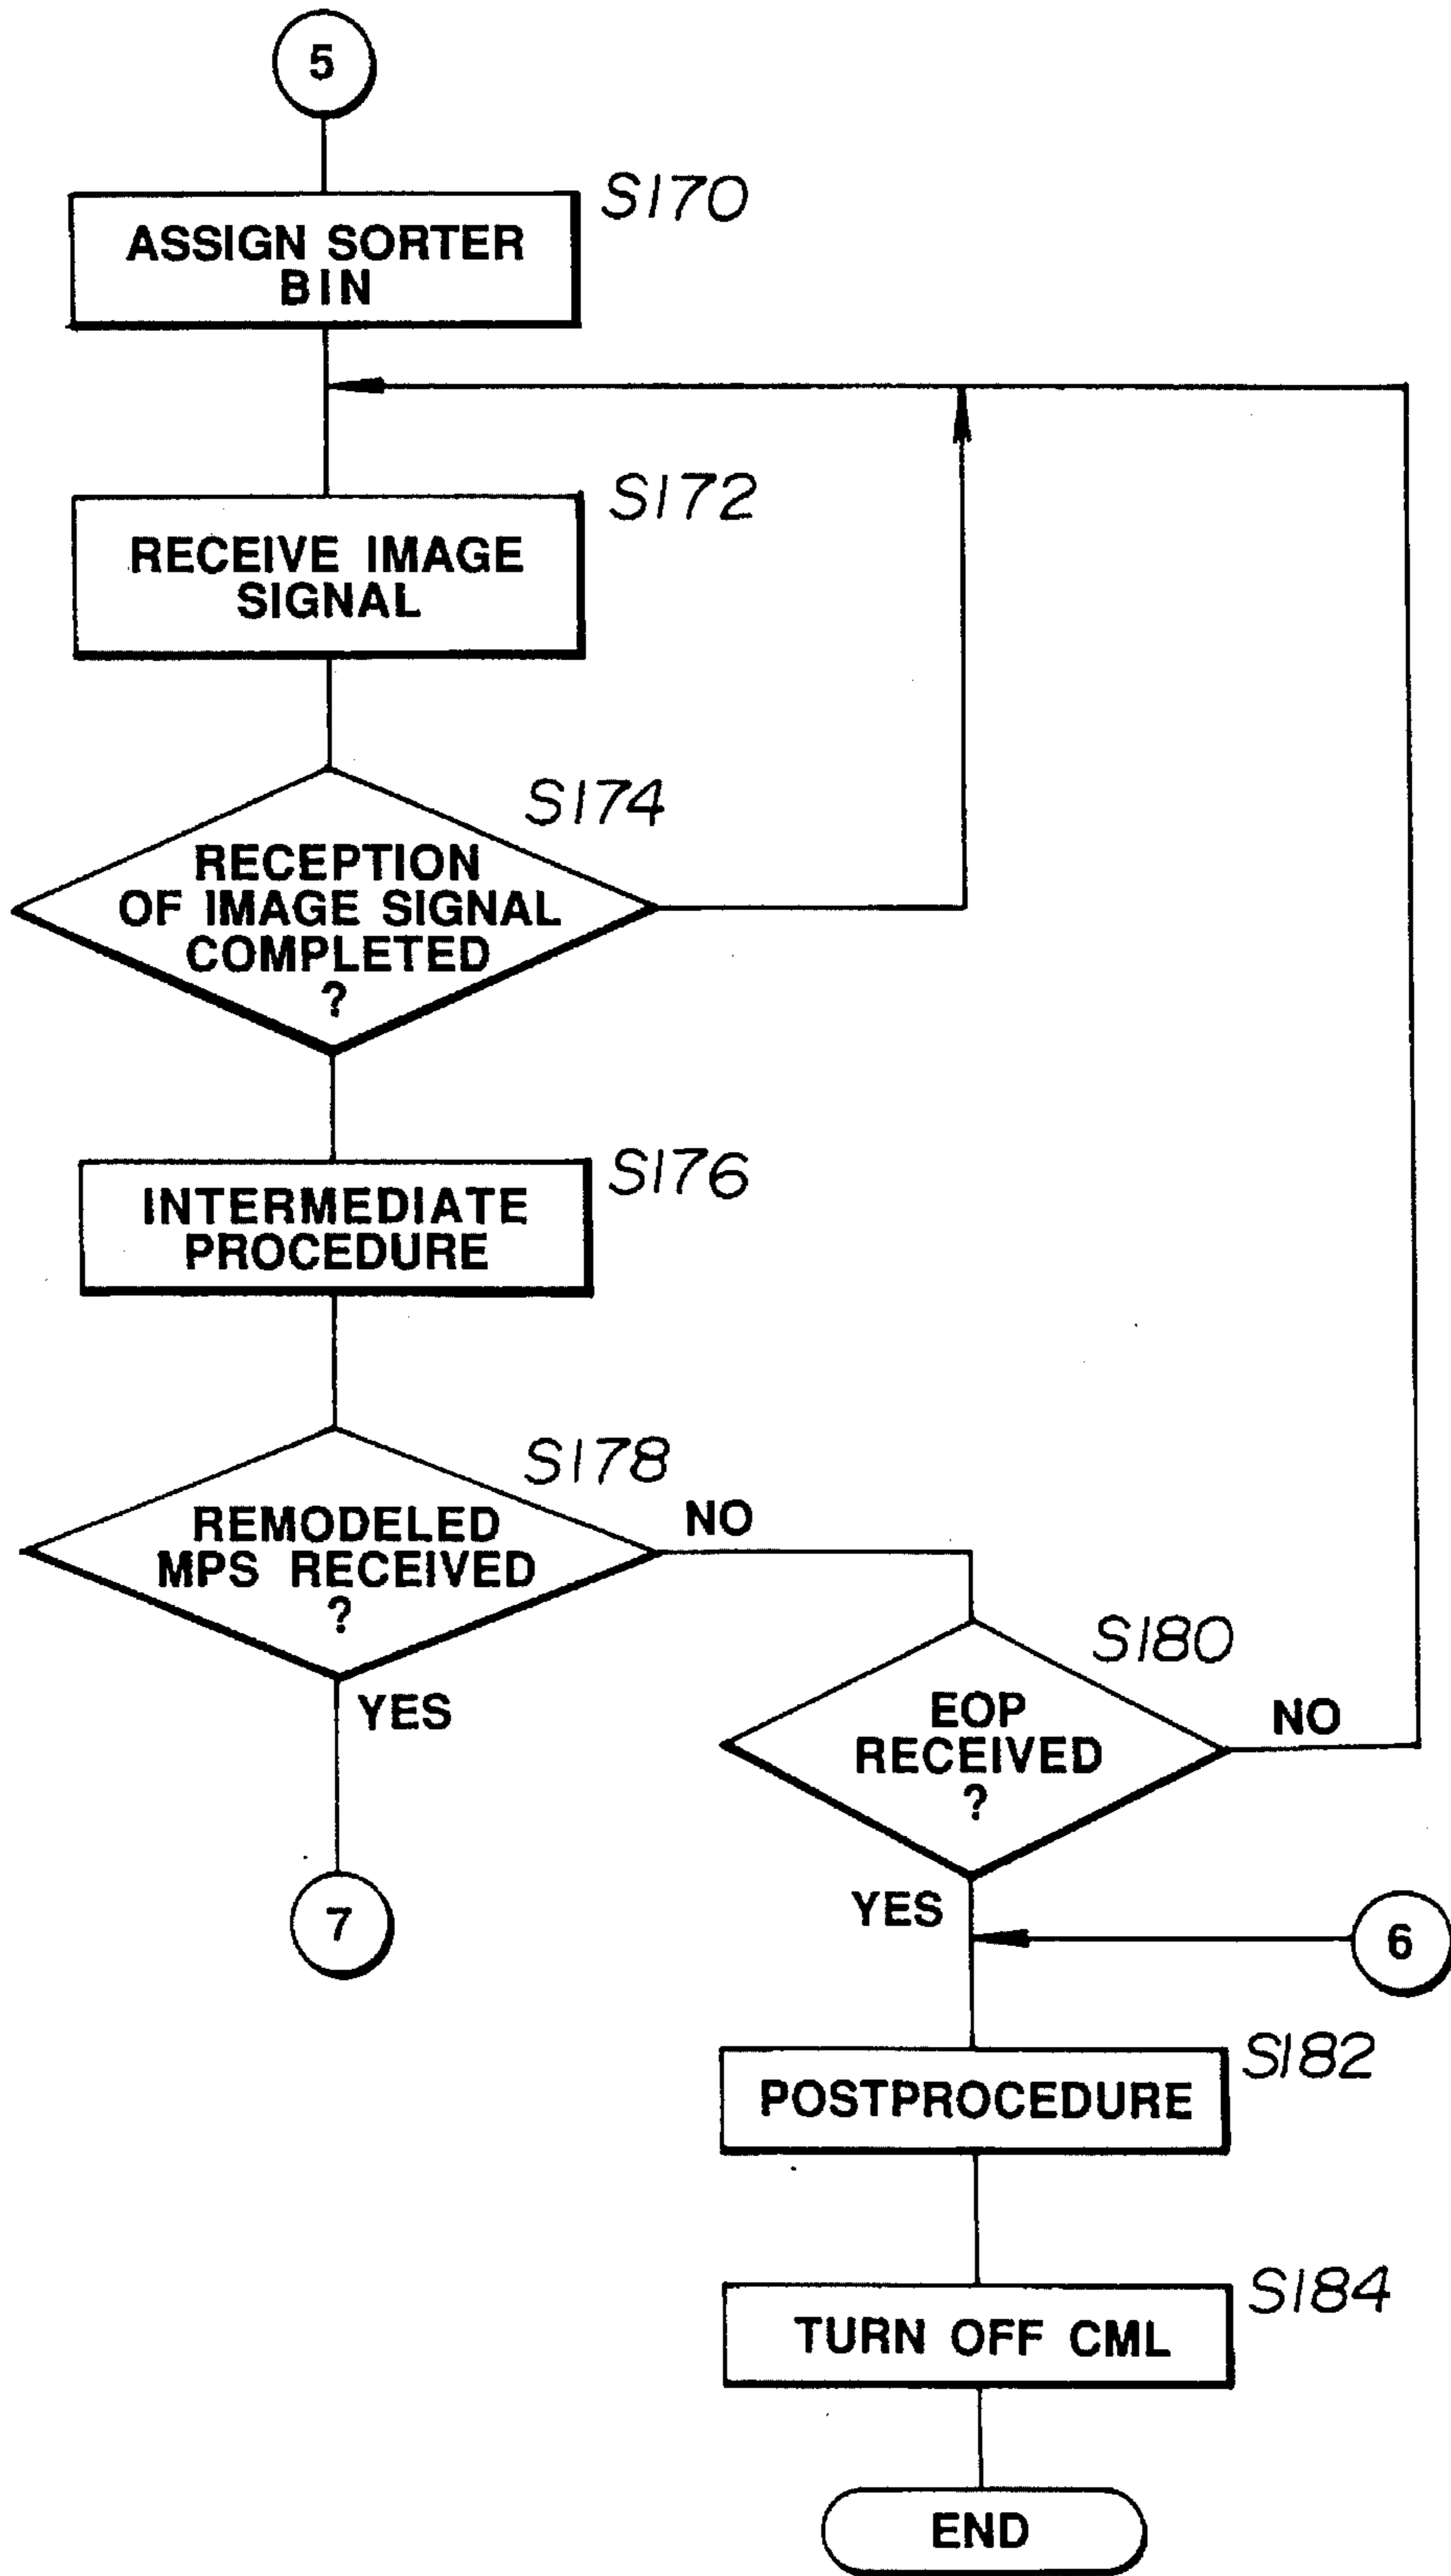 5
S170
ASSIGN SORTER
BIN
S172
RECEIVE IMAGE
SIGNAL
S174
RECEPTION
OF IMAGE SIGNAL
COMPLETED
?
S176
INTERMEDIATE
PROCEDURE
S178
REMODELED
MPS RECEIVED
?
NO
YES
7
S180
EOP
RECEIVED
?
NO
YES
6
S182
POSTPROCEDURE
S184
TURN OFF CML
END